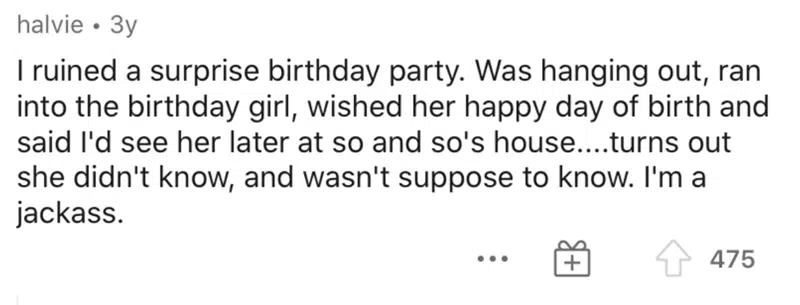 halvie • 3y
I ruined a surprise birthday party. Was hanging out, ran
into the birthday girl, wished her happy day of birth and
said I'd see her later at so and so's house....turns out
she didn't know, and wasn't suppose to know. I'm a
jackass.
475